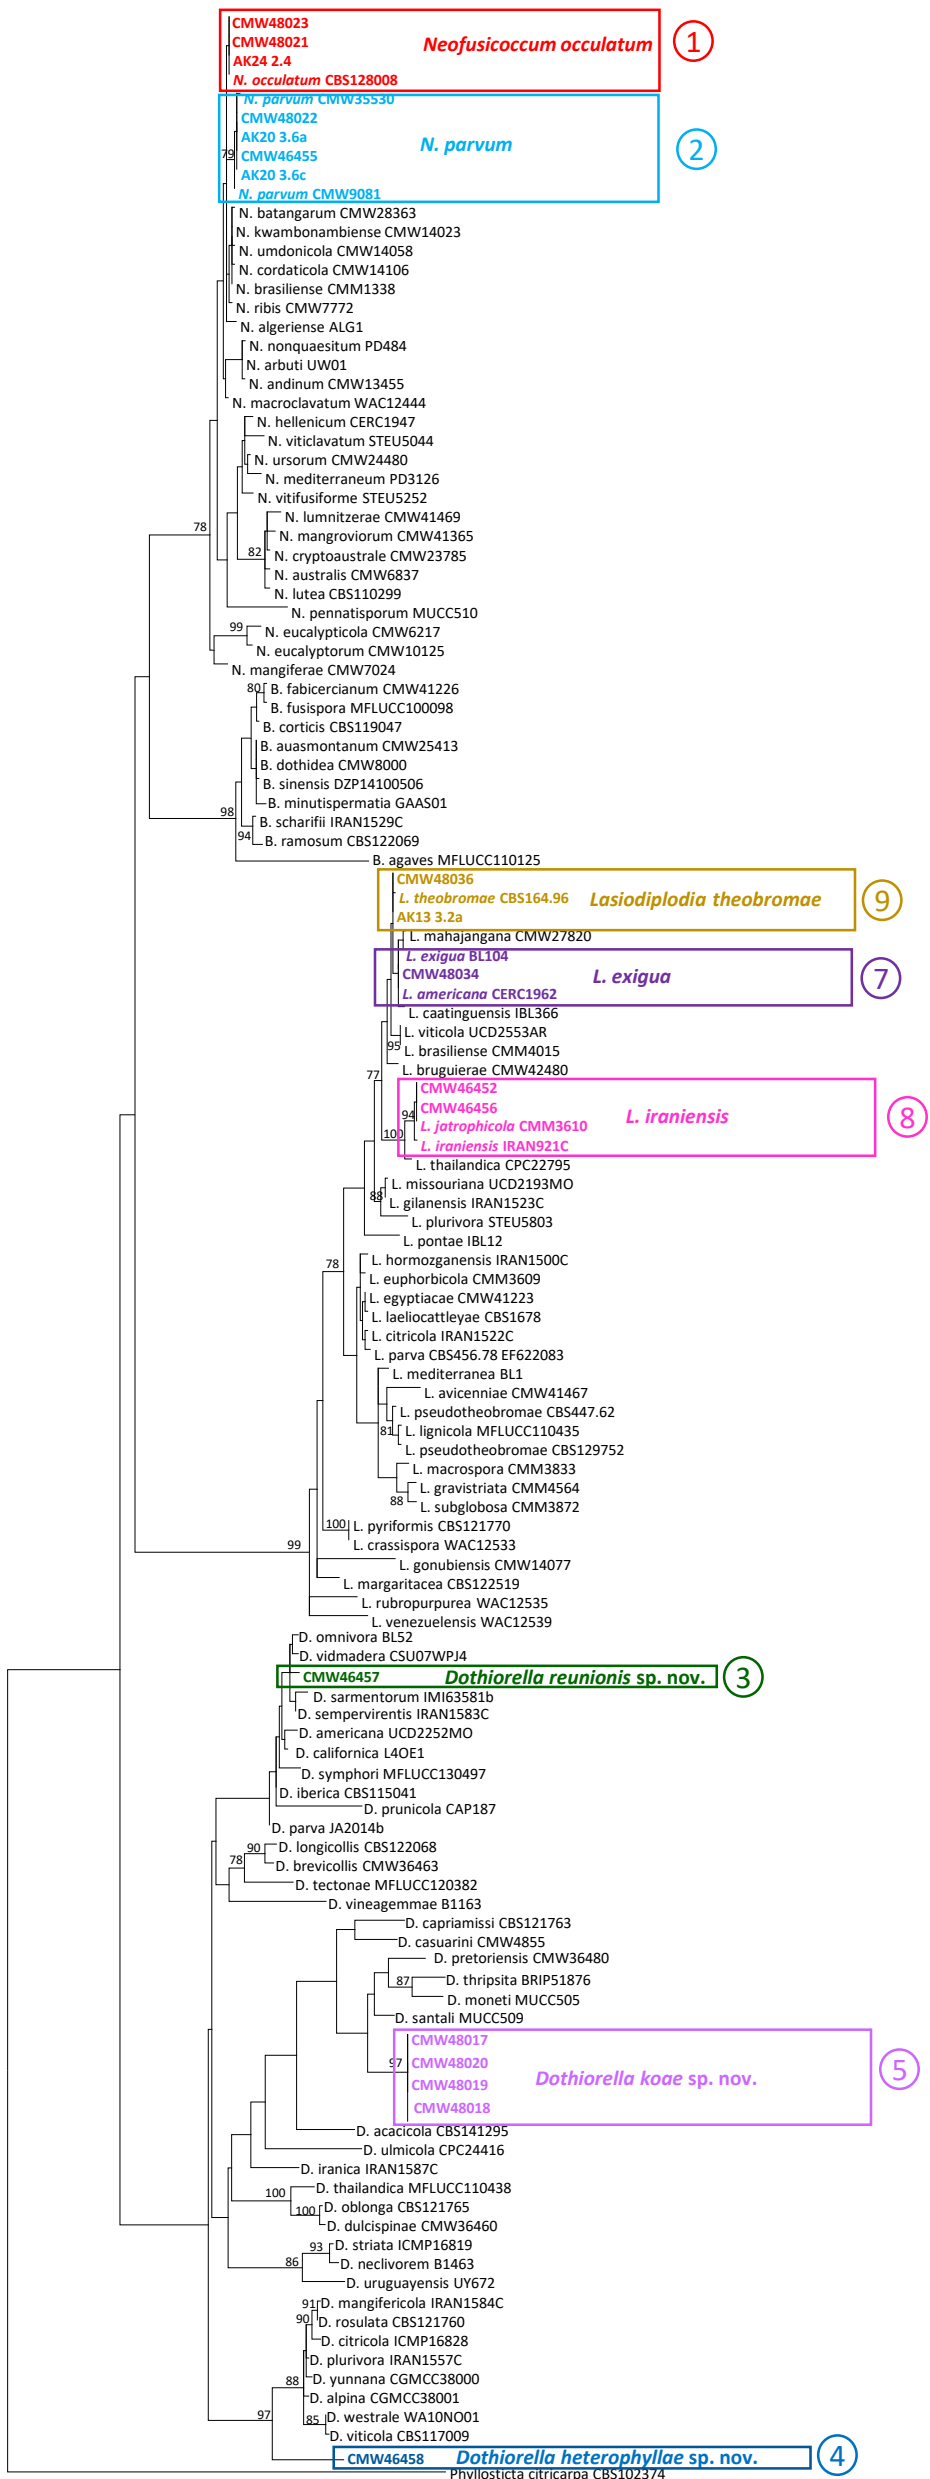 CMW48023
CMW48021
AK24 2.4
N. occulatum CBS128008
Neofusicoccum occulatum
1
N. parvum CMW35530
CMW48022
AK20 3.6a
CMW46455
AK20 3.6c
N. parvum CMW9081
N. parvum
2
79
N. batangarum CMW28363
N. kwambonambiense CMW14023
N. umdonicola CMW14058
N. cordaticola CMW14106
N. brasiliense CMM1338
N. ribis CMW7772
N. algeriense ALG1
N. nonquaesitum PD484
N. arbuti UW01
N. andinum CMW13455
N. macroclavatum WAC12444
N. hellenicum CERC1947
N. viticlavatum STEU5044
N. ursorum CMW24480
N. mediterraneum PD3126
N. vitifusiforme STEU5252
N. lumnitzerae CMW41469
78
N. mangroviorum CMW41365
82
N. cryptoaustrale CMW23785
N. australis CMW6837
N. lutea CBS110299
N. pennatisporum MUCC510
99
N. eucalypticola CMW6217
N. eucalyptorum CMW10125
N. mangiferae CMW7024
80
B. fabicercianum CMW41226
B. fusispora MFLUCC100098
B. corticis CBS119047
B. auasmontanum CMW25413
B. dothidea CMW8000
B. sinensis DZP14100506
B. minutispermatia GAAS01
98
B. scharifii IRAN1529C
94
B. ramosum CBS122069
B. agaves MFLUCC110125
CMW48036
L. theobromae CBS164.96
AK13 3.2a
Lasiodiplodia theobromae
9
L. mahajangana CMW27820
L. exigua BL104
CMW48034
L. americana CERC1962
L. exigua
7
L. caatinguensis IBL366
L. viticola UCD2553AR
95
L. brasiliense CMM4015
L. bruguierae CMW42480
77
CMW46452
CMW46456
L. jatrophicola CMM3610
L. iraniensis IRAN921C
L. iraniensis
8
94
100
L. thailandica CPC22795
L. missouriana UCD2193MO
88
L. gilanensis IRAN1523C
L. plurivora STEU5803
L. pontae IBL12
78
L. hormozganensis IRAN1500C
L. euphorbicola CMM3609
L. egyptiacae CMW41223
L. laeliocattleyae CBS1678
L. citricola IRAN1522C
L. parva CBS456.78 EF622083
L. mediterranea BL1
L. avicenniae CMW41467
L. pseudotheobromae CBS447.62
81
L. lignicola MFLUCC110435
L. pseudotheobromae CBS129752
L. macrospora CMM3833
L. gravistriata CMM4564
88
L. subglobosa CMM3872
100
L. pyriformis CBS121770
L. crassispora WAC12533
99
L. gonubiensis CMW14077
L. margaritacea CBS122519
L. rubropurpurea WAC12535
L. venezuelensis WAC12539
D. omnivora BL52
D. vidmadera CSU07WPJ4
CMW46457
Dothiorella reunionis sp. nov.
3
D. sarmentorum IMI63581b
D. sempervirentis IRAN1583C
D. americana UCD2252MO
D. californica L4OE1
D. symphori MFLUCC130497
D. iberica CBS115041
D. prunicola CAP187
D. parva JA2014b
90
D. longicollis CBS122068
78
D. brevicollis CMW36463
D. tectonae MFLUCC120382
D. vineagemmae B1163
D. capriamissi CBS121763
D. casuarini CMW4855
D. pretoriensis CMW36480
87
D. thripsita BRIP51876
D. moneti MUCC505
D. santali MUCC509
CMW48017
CMW48020
CMW48019
CMW48018
97
Dothiorella koae sp. nov.
5
D. acacicola CBS141295
D. ulmicola CPC24416
D. iranica IRAN1587C
100
D. thailandica MFLUCC110438
100
D. oblonga CBS121765
D. dulcispinae CMW36460
93
D. striata ICMP16819
86
D. neclivorem B1463
D. uruguayensis UY672
91
D. mangifericola IRAN1584C
90
D. rosulata CBS121760
D. citricola ICMP16828
D. plurivora IRAN1557C
88
D. yunnana CGMCC38000
D. alpina CGMCC38001
97
85
D. westrale WA10NO01
D. viticola CBS117009
CMW46458
Dothiorella heterophyllae sp. nov.
4
Phyllosticta citricarpa CBS102374